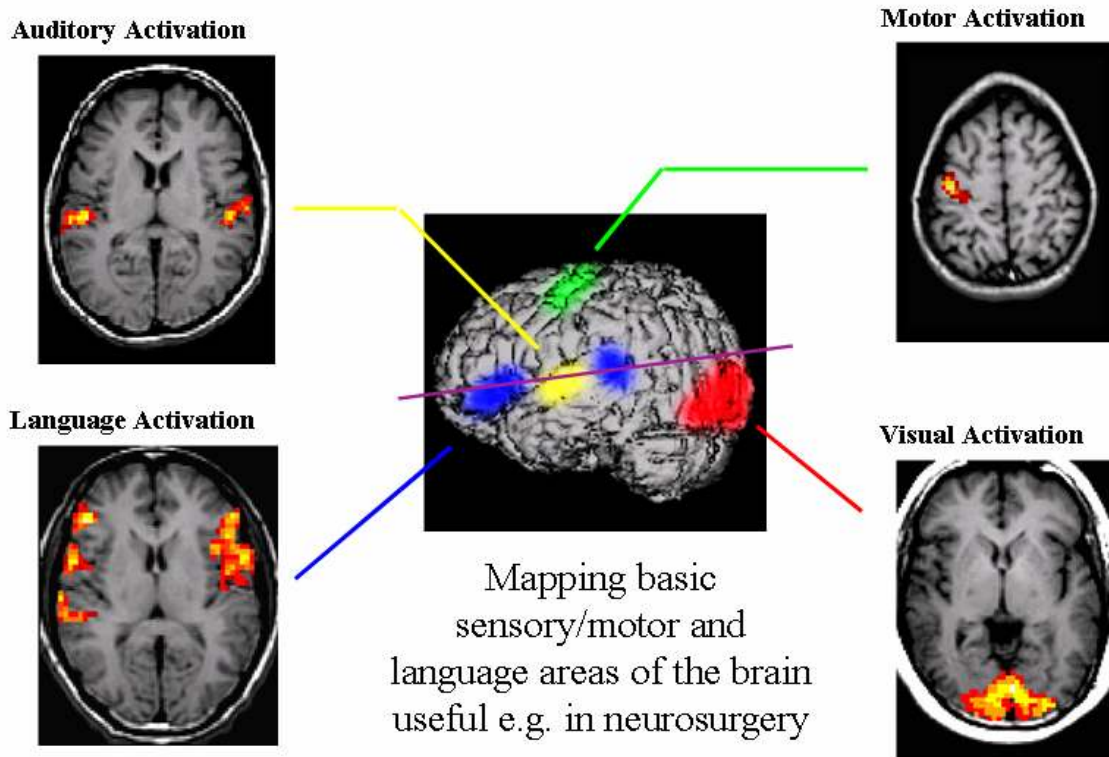 Auditory Activation
Motor Activation
Language Activation
Visual Activation
Mapping basic
sensory/motor and
language areas of the brain
useful e.g. in neurosurgery